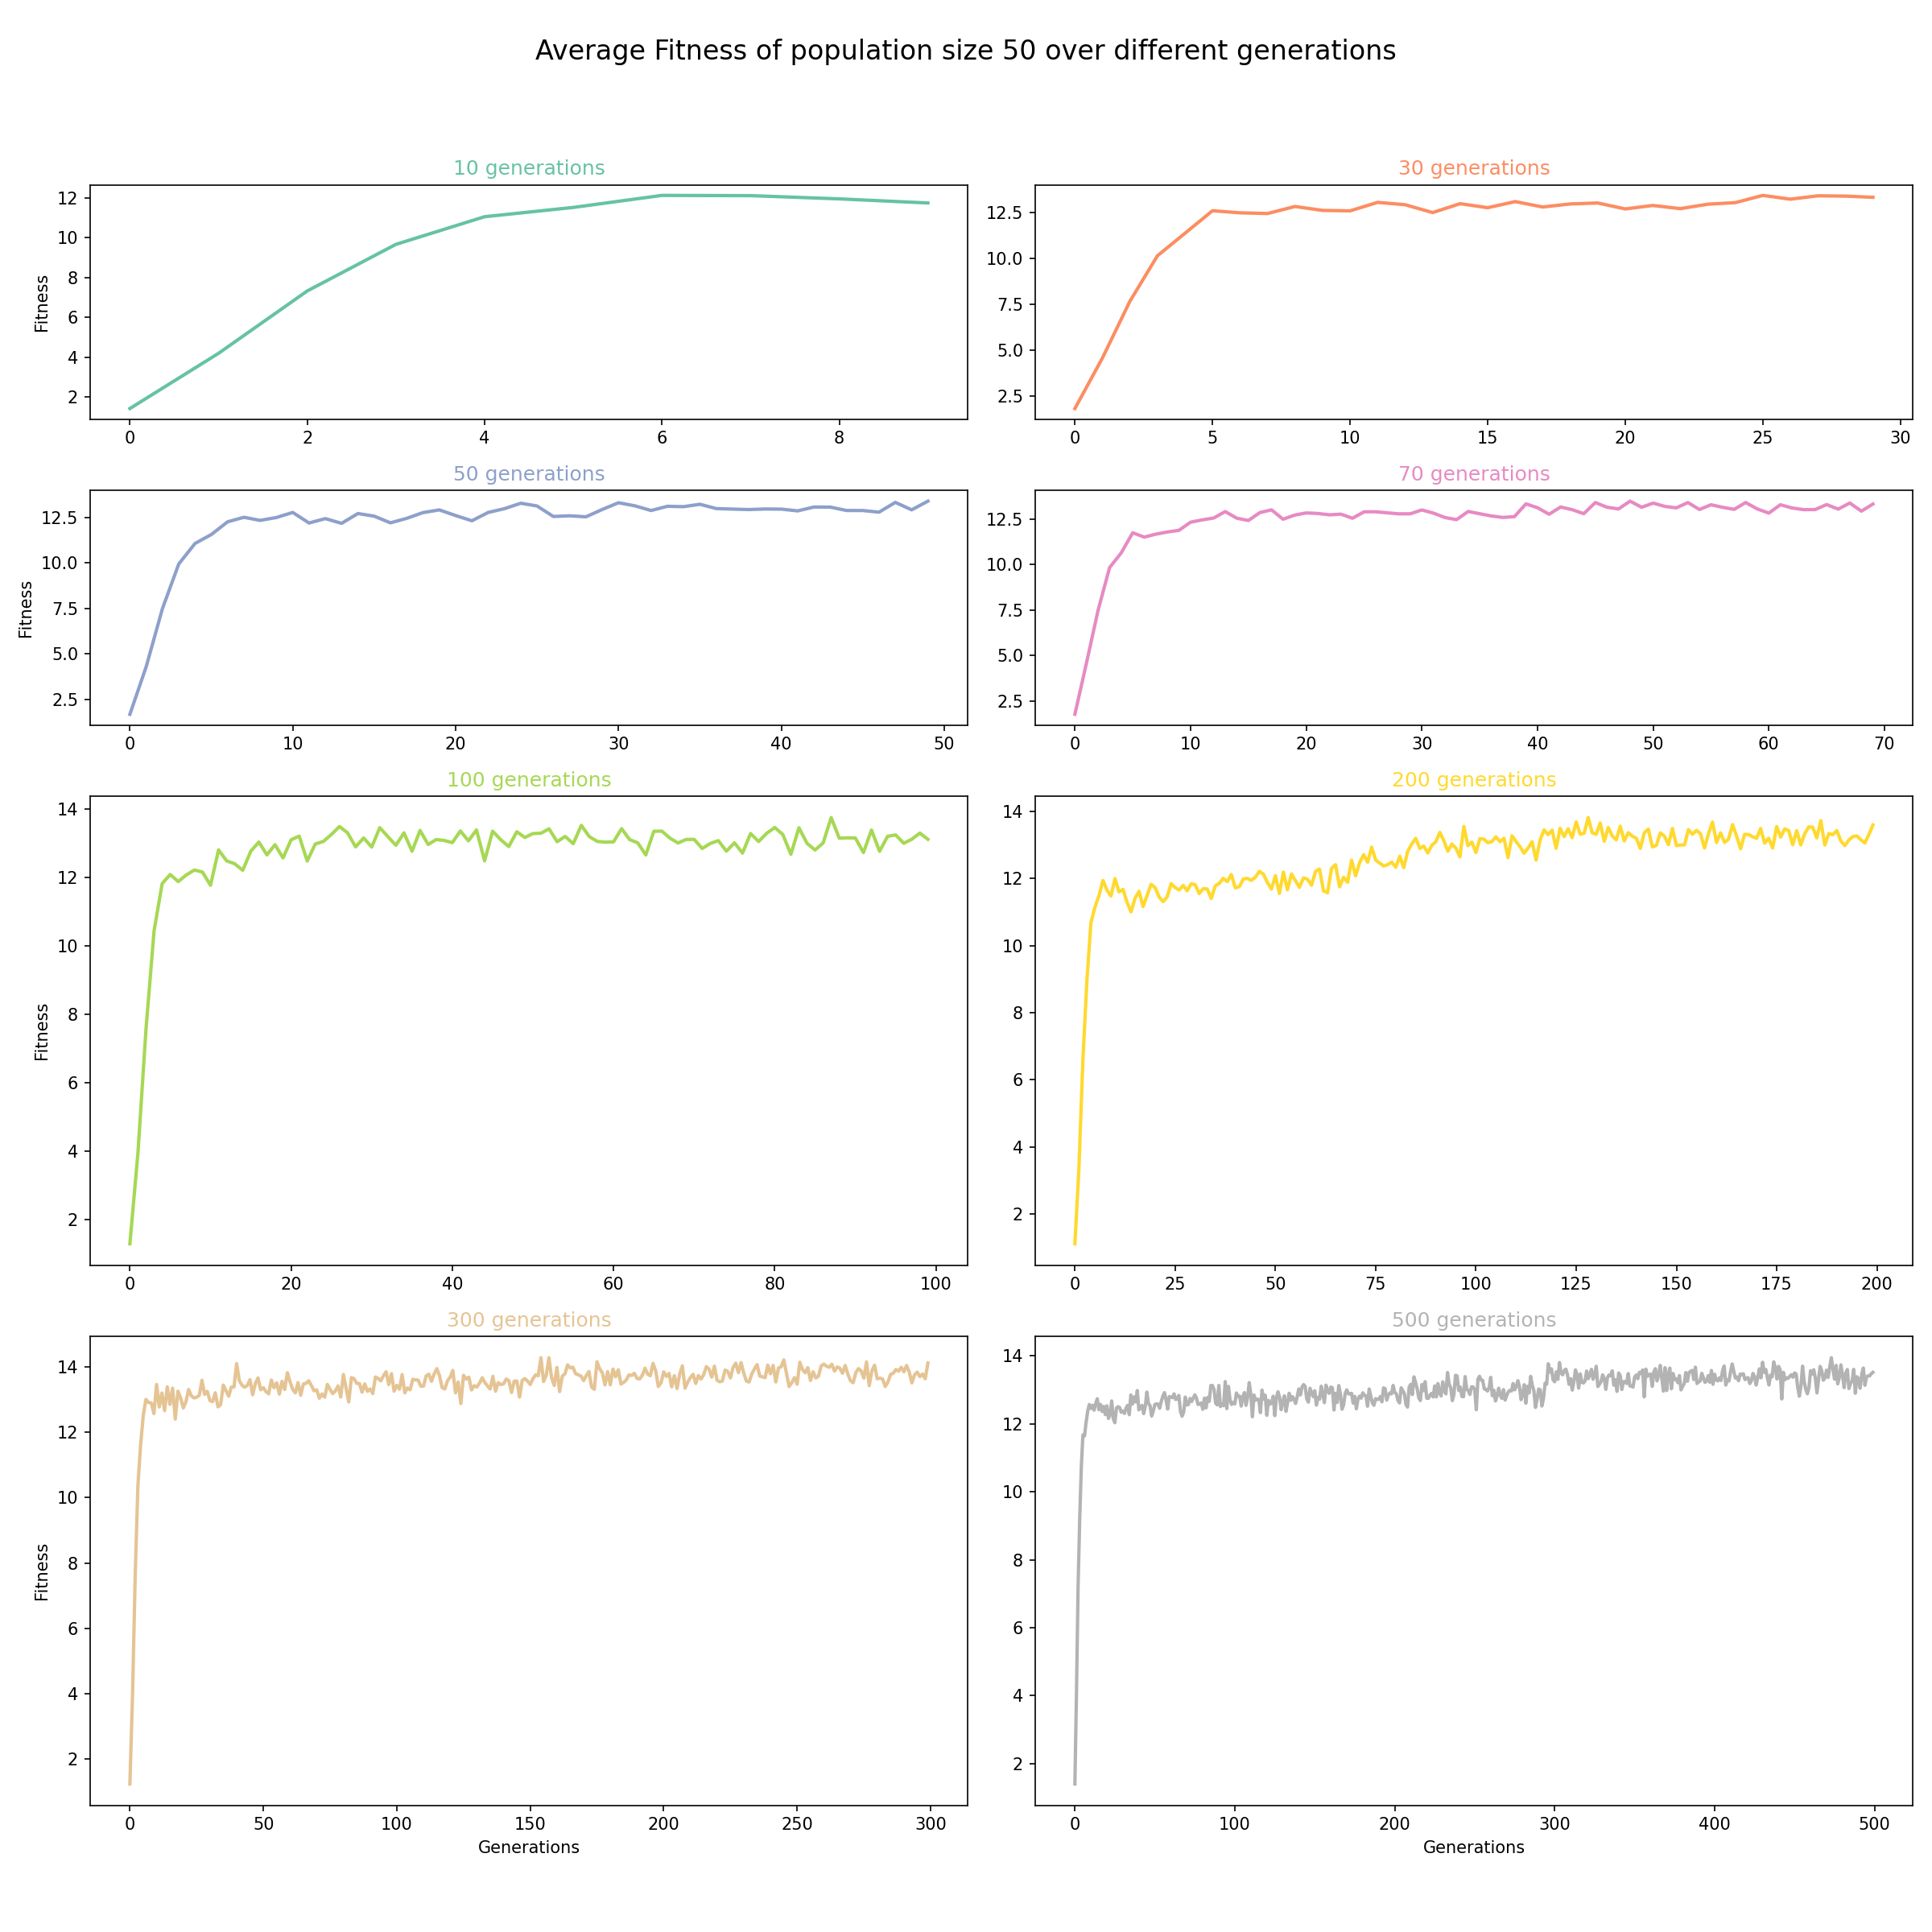 Average Fitness of population size 50 over different generations
10 generations
12
10
8
6
4
2
Fitness
0 2 4 6 8
30 generations
12.5
10.0
7.5
5.0
2.5
0 5 10 15 20 25 30
50 generations
12.5
10.0
7.5
5.0
2.5
Fitness
0 10 20 30 40 50
70 generations
12.5
10.0
7.5
5.0
2.5
0 10 20 30 40 50 60 70
100 generations
14
12
10
8
6
4
2
Fitness
0 20 40 60 80 100
200 generations
14
12
10
8
6
4
2
0 25 50 75 100 125 150 175 200
300 generations
14
12
10
8
6
4
2
Fitness
0 50 100 150 200 250 300
Generations
500 generations
14
12
10
8
6
4
2
0 100 200 300 400 500
Generations